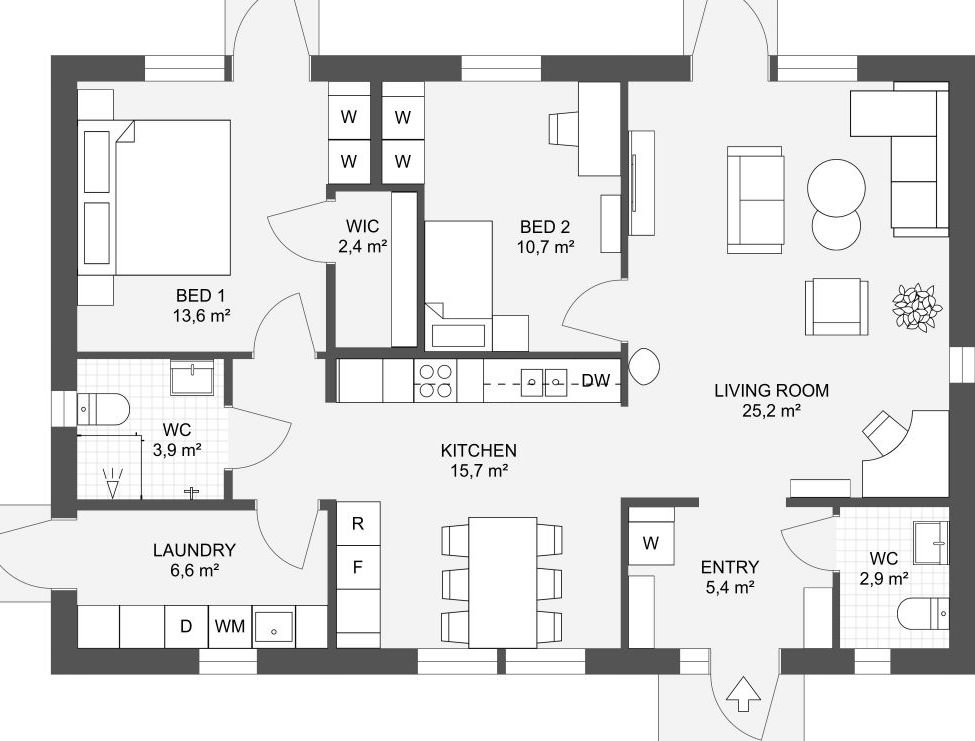 W
W
W
W
WIC
2,4 m²
BED 2
10,7 m²
BED 1
13,6 m²
DW
LIVING ROOM
25,2 m²
WC
3,9 m²
KITCHEN
15,7 m²
R
F
W
LAUNDRY
6,6 m²
ENTRY
5,4 m²
WC
2,9 m²
D
WM